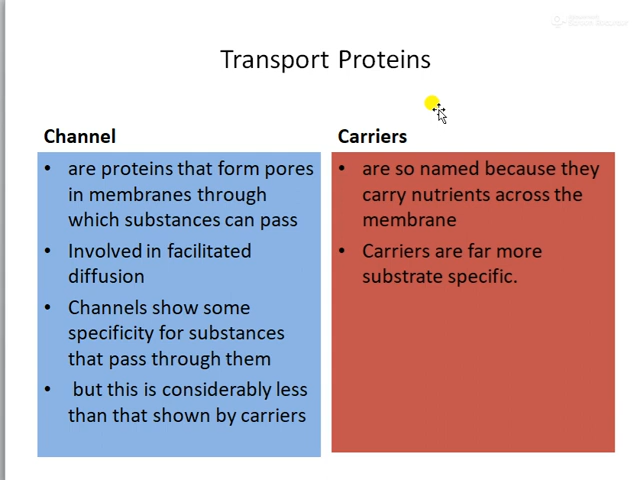 Transport Proteins
Channel
• are proteins that form pores
in membranes through
which substances can pass
• Involved in facilitated
diffusion
• Channels show some
specificity for substances
that pass through them
• but this is considerably less
than that shown by carriers
Carriers
• are so named because they
carry nutrients across the
membrane
• Carriers are far more
substrate specific.